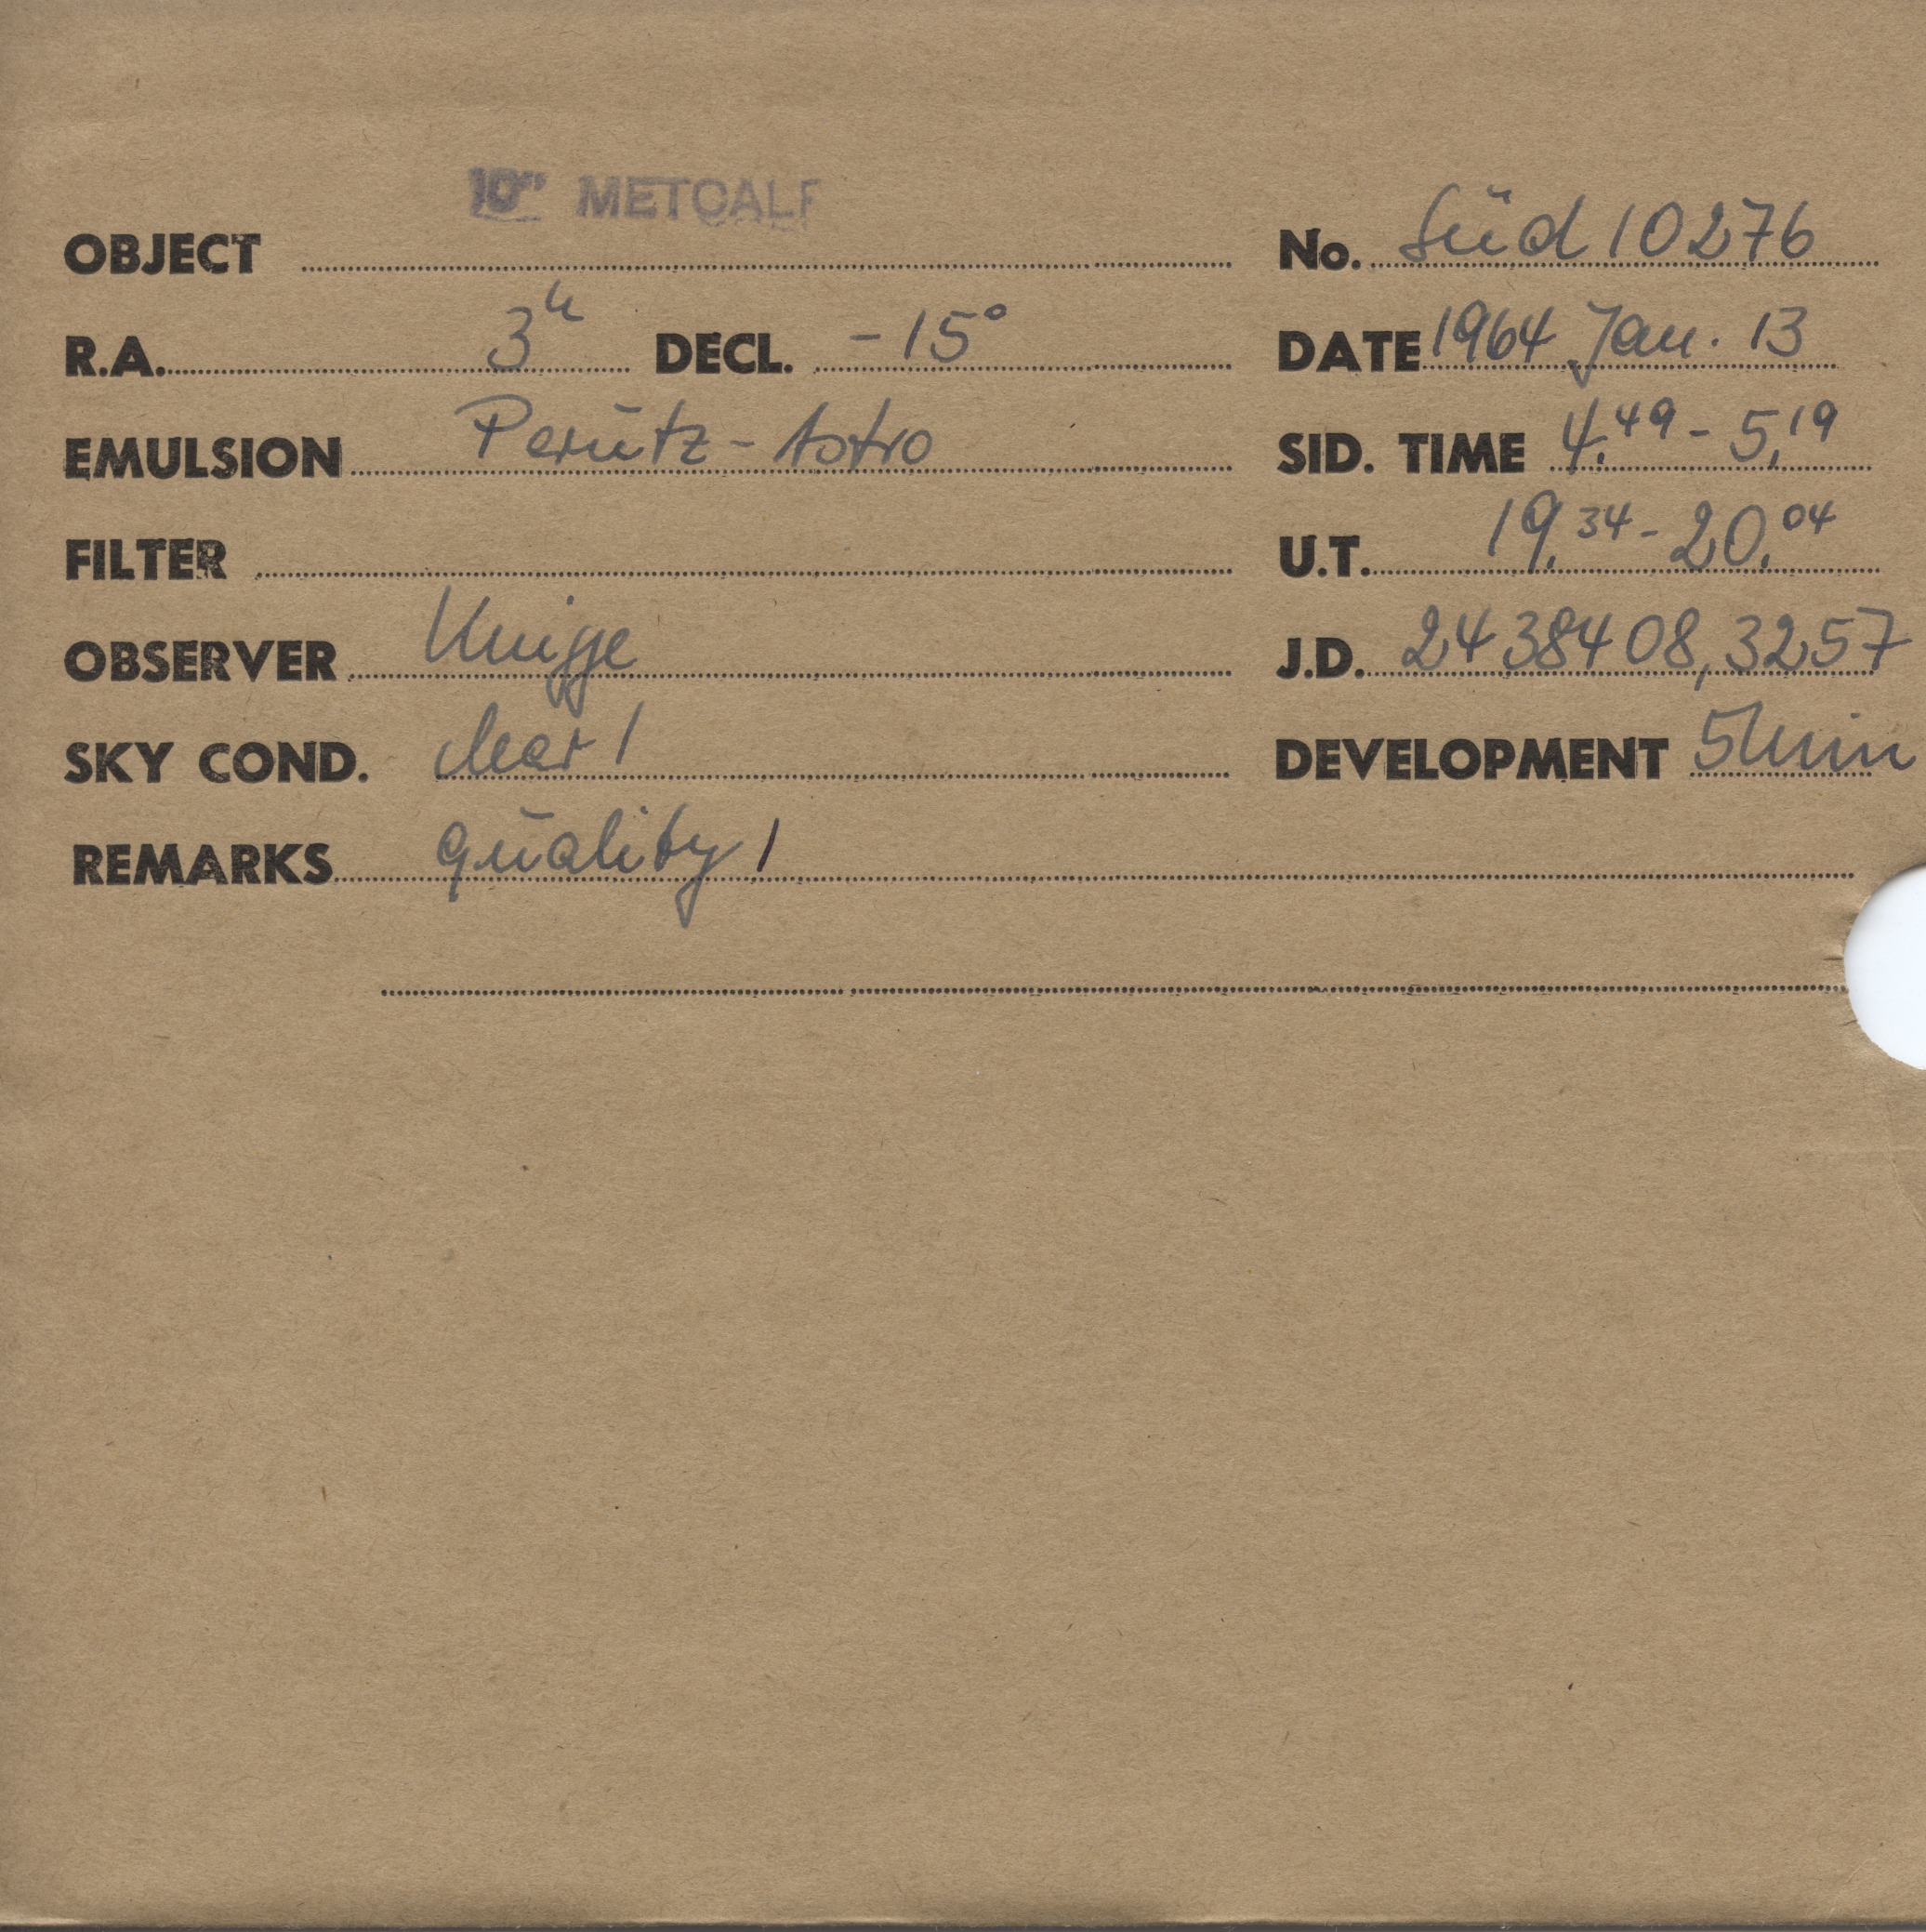 10" METCALF
OBJECT No. Süd 10276
R.A. 3h DECL. -15° DATE 1964 Jan. 13
EMULSION Perutz-Astro SID. TIME 4.49 - 5.19
FILTER U.T. 19.34 - 20.04
OBSERVER Knigge J.D. 2438408,3257
SKY COND. clear 1 DEVELOPMENT 5 min
REMARKS quality 1